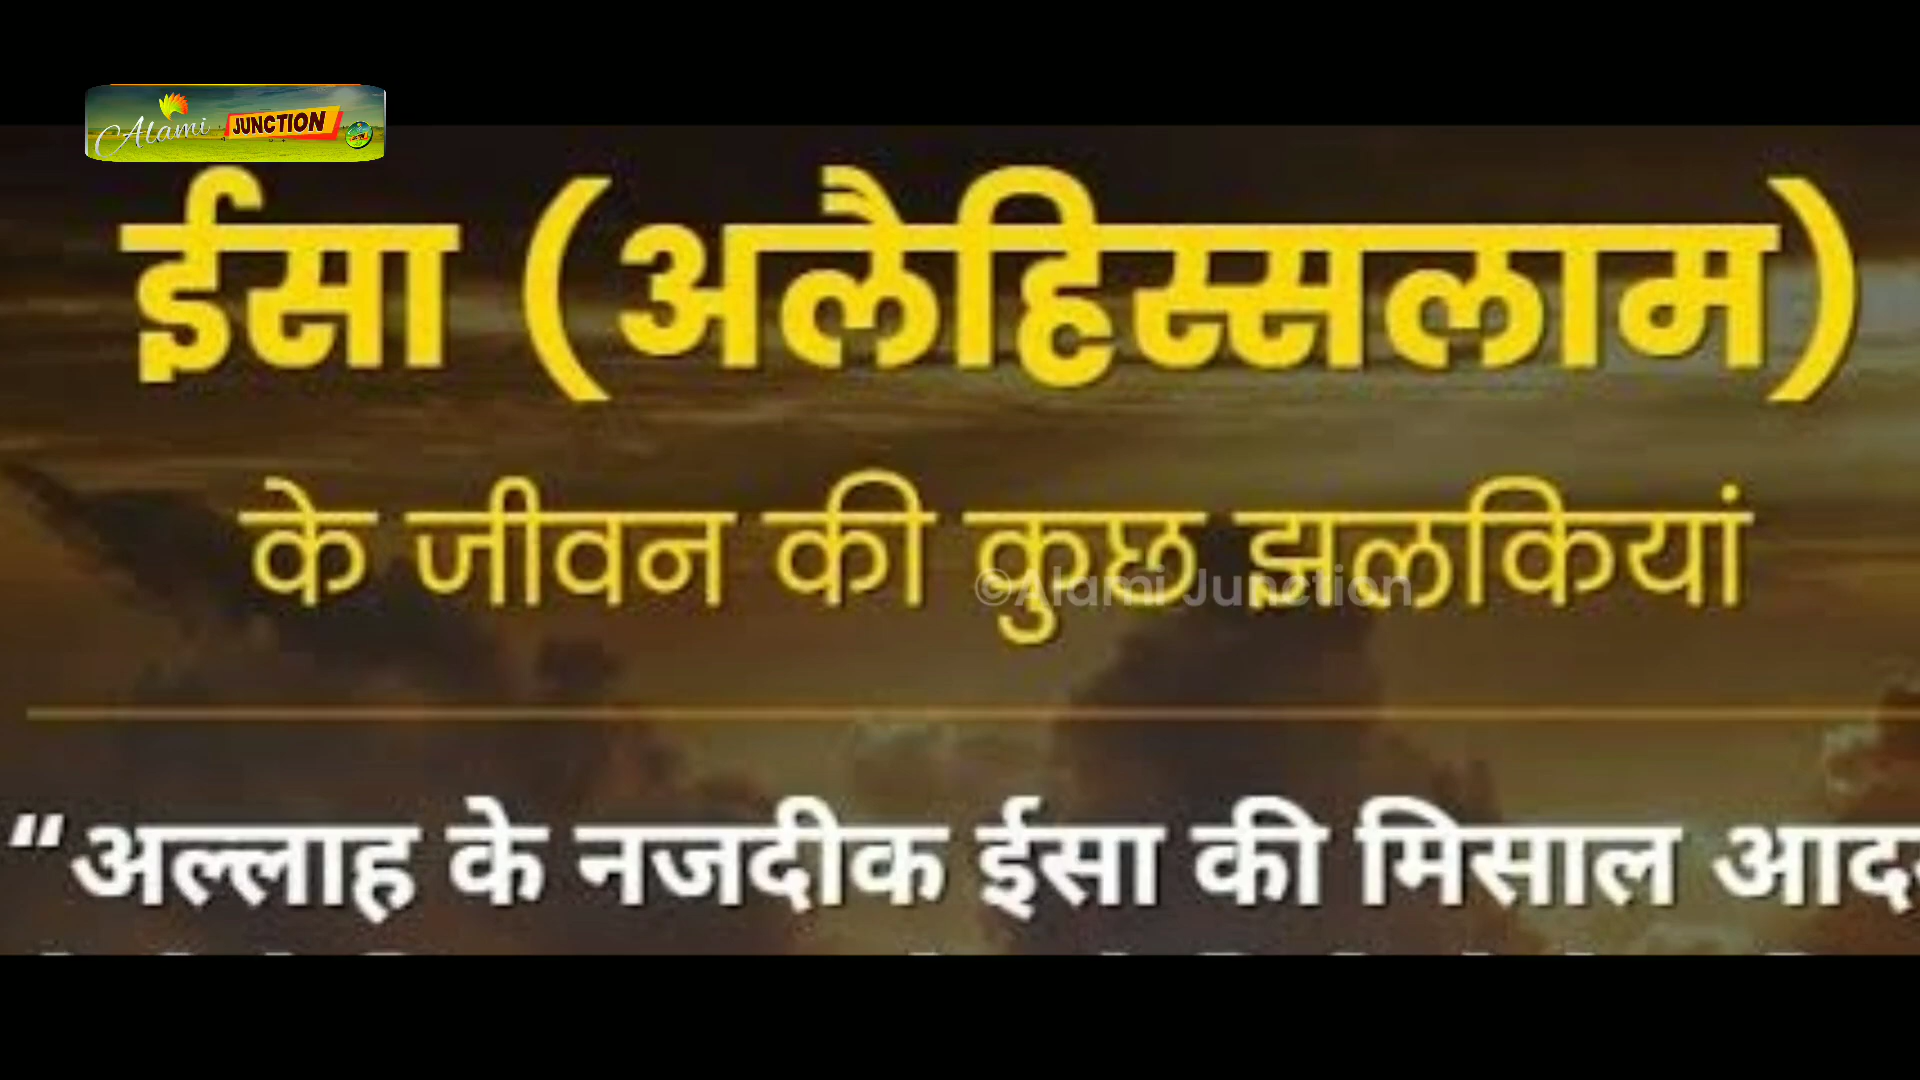 Alami JUNCTION
ईसा (अलैहिस्सलाम)
के जीवन की कुछ झलकियां
©Alami Junction
“अल्लाह के नजदीक ईसा की मिसाल